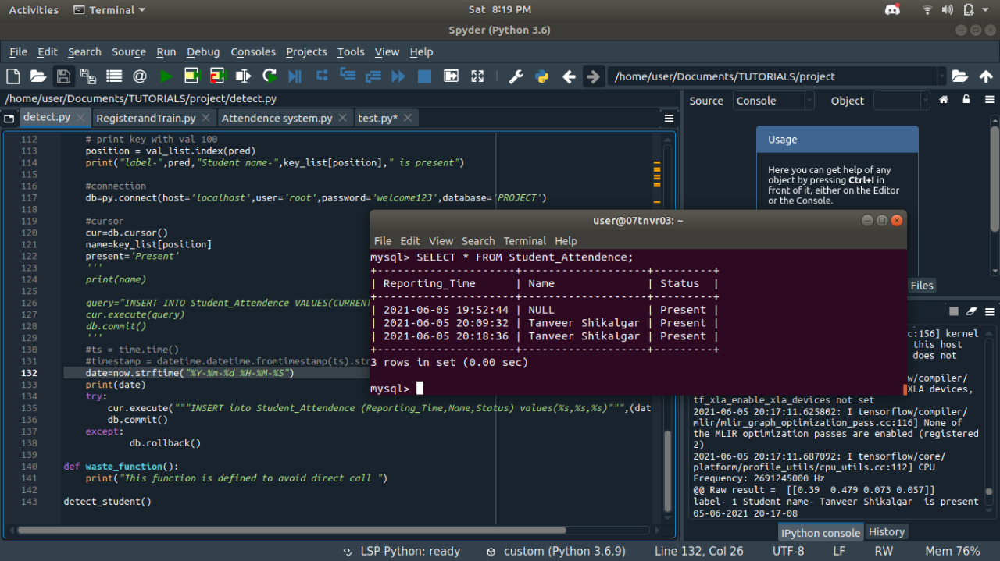 Activities Terminal Sat 8:19 PM
Spyder (Python 3.6)
File Edit Search Source Run Debug Consoles Projects Tools View Help
/home/user/Documents/TUTORIALS/project
/home/user/Documents/TUTORIALS/project/detect.py
Source Console Object
detect.py RegisterandTrain.py Attendence system.py test.py*
112 # print key with val 100
113 position = val_list.index(pred)
114 print("label-",pred,"Student name-",key_list[position]," is present")
115
116 #connection
117 db=py.connect(host='localhost',user='root',password='welcome123',database='PROJECT')
118
119 #cursor
120 cur=db.cursor()
121 name=key_list[position]
122 present='Present'
123 '''
124 print(name)
125
126 query="INSERT INTO Student_Attendence VALUES(CURRENT
127 cur.execute(query)
128 db.commit()
129 '''
130 #ts = time.time()
131 #timestamp = datetime.datetime.fromtimestamp(ts).str
132 date=now.strftime("%Y-%m-%d %H-%M-%S")
133 print(date)
134 try:
135 cur.execute("""INSERT into Student_Attendence (Reporting_Time,Name,Status) values(%s,%s,%s)""",(date
136 db.commit()
137 except:
138 db.rollback()
139
140 def waste_function():
141 print("This function is defined to avoid direct call ")
142
143 detect_student()
Usage
Here you can get help of any
object by pressing Ctrl+I in
front of it, either on the Editor
or the Console.
user@07tnvr03: ~
File Edit View Search Terminal Help
mysql> SELECT * FROM Student_Attendence;
+---------------------+-------------------+---------+
| Reporting_Time | Name | Status |
+---------------------+-------------------+---------+
| 2021-06-05 19:52:44 | NULL | Present |
| 2021-06-05 20:09:32 | Tanveer Shikalgar | Present |
| 2021-06-05 20:18:36 | Tanveer Shikalgar | Present |
+---------------------+-------------------+---------+
3 rows in set (0.00 sec)
mysql>
Files
c:156] kernel
this host
does not
w/compiler/
XLA devices,
tf_xla_enable_xla_devices not set
2021-06-05 20:17:11.625802: I tensorflow/compiler/
mlir/mlir_graph_optimization_pass.cc:116] None of
the MLIR optimization passes are enabled (registered
2)
2021-06-05 20:17:11.687092: I tensorflow/core/
platform/profile_utils/cpu_utils.cc:112] CPU
Frequency: 2691245000 Hz
@@ Raw result = [[0.39 0.479 0.073 0.057]]
label- 1 Student name- Tanveer Shikalgar is present
05-06-2021 20-17-08
IPython console History
LSP Python: ready custom (Python 3.6.9) Line 132, Col 26 UTF-8 LF RW Mem 76%